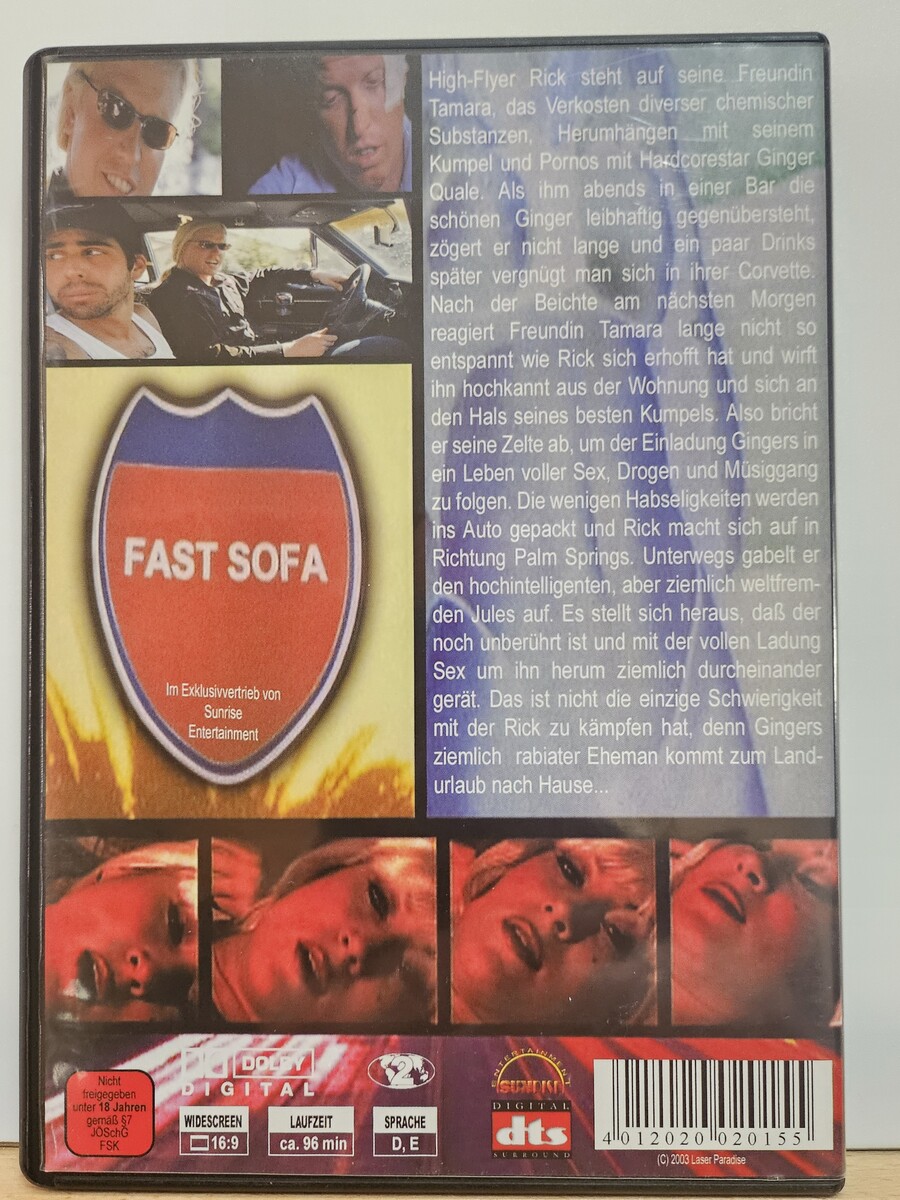 High-Flyer Rick steht auf seine Freundin
Tamara, das Verkosten diverser chemischer
Substanzen, Herumhängen mit seinem
Kumpel und Pornos mit Hardcorestar Ginger
Quale. Als ihm abends in einer Bar die
schönen Ginger leibhaftig gegenübersteht,
zögert er nicht lange und ein paar Drinks
später vergnügt man sich in ihrer Corvette.
Nach der Beichte am nächsten Morgen
reagiert Freundin Tamara lange nicht so
entspannt wie Rick sich erhofft hat und wirft
ihn hochkannt aus der Wohnung und sich an
den Hals seines besten Kumpels. Also bricht
er seine Zelte ab, um der Einladung Gingers in
ein Leben voller Sex, Drogen und Müsiggang
zu folgen. Die wenigen Habseligkeiten werden
ins Auto gepackt und Rick macht sich auf in
Richtung Palm Springs. Unterwegs gabelt er
den hochintelligenten, aber ziemlich weltfrem-
den Jules auf. Es stellt sich heraus, daß der
noch unberührt ist und mit der vollen Ladung
Sex um ihn herum ziemlich durcheinander
gerät. Das ist nicht die einzige Schwierigkeit
mit der Rick zu kämpfen hat, denn Gingers
ziemlich rabiater Eheman kommt zum Land-
urlaub nach Hause...
FAST SOFA
Im Exklusivvertrieb von
Sunrise
Entertainment
Nicht
freigegeben
unter 18 Jahren
gemäß §7
JÖSchG
FSK
DOLBY
DIGITAL
WIDESCREEN
16:9
LAUFZEIT
ca. 96 min
2
SPRACHE
D, E
ENTERTAINMENT
SUNRISE
DIGITAL
dts
SURROUND
4 012020 020155
(C) 2003 Laser Paradise